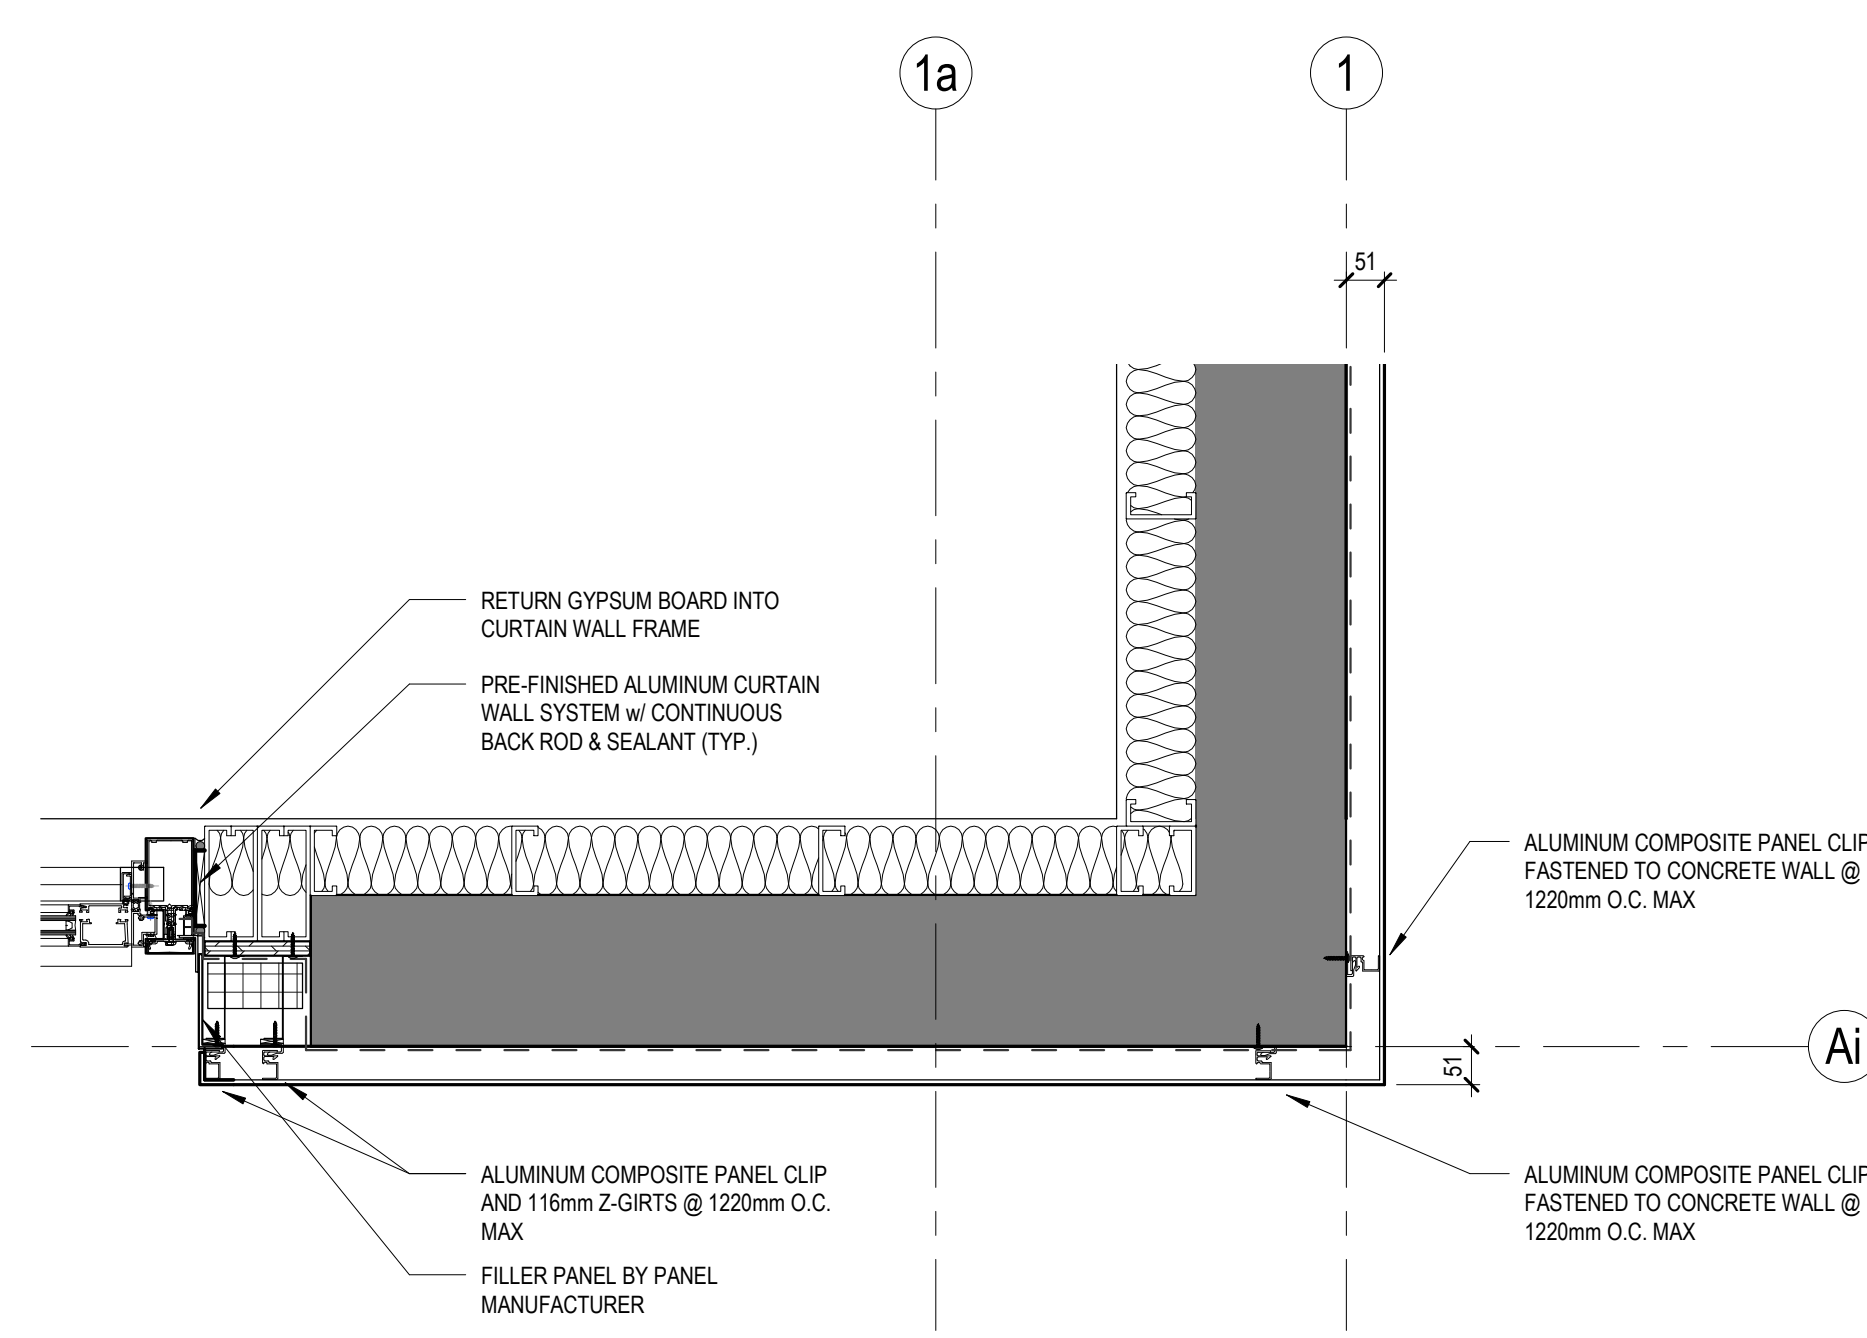 1a
1
51
RETURN GYPSUM BOARD INTO
CURTAIN WALL FRAME
PRE-FINISHED ALUMINUM CURTAIN
WALL SYSTEM w/ CONTINUOUS
BACK ROD & SEALANT (TYP.)
ALUMINUM COMPOSITE PANEL CLIP
FASTENED TO CONCRETE WALL @
1220mm O.C. MAX
Ai
51
ALUMINUM COMPOSITE PANEL CLIP
AND 116mm Z-GIRTS @ 1220mm O.C.
MAX
FILLER PANEL BY PANEL
MANUFACTURER
ALUMINUM COMPOSITE PANEL CLIP
FASTENED TO CONCRETE WALL @
1220mm O.C. MAX